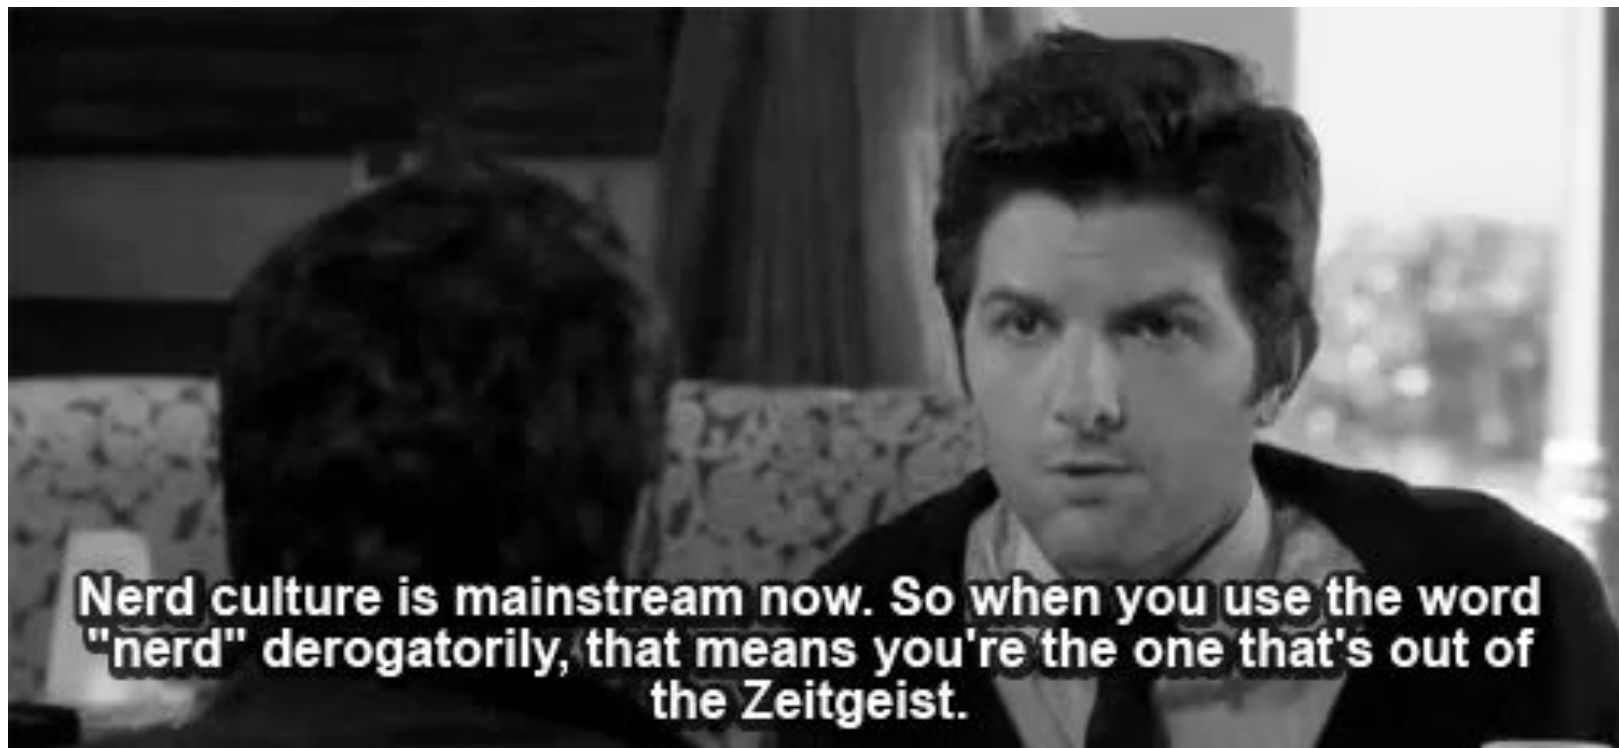 Nerd culture is mainstream now. So when you use the word
"nerd" derogatorily, that means you're the one that's out of
the Zeitgeist.